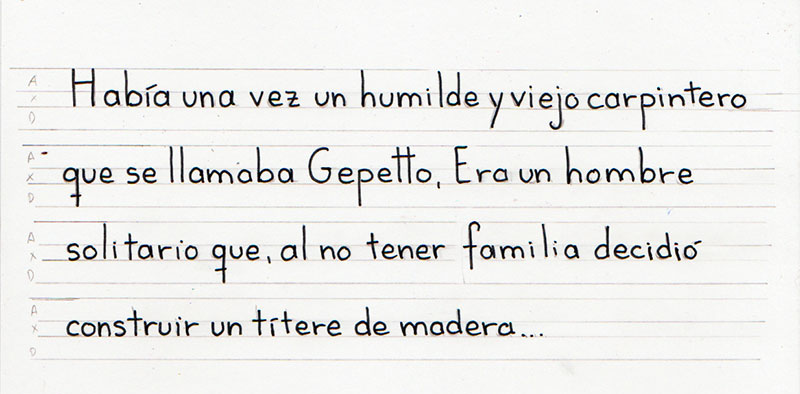 A
x
D
Había una vez un humilde y viejo carpintero
A
x
D
que se llamaba Gepetto, Era un hombre
A
x
D
solitario que, al no tener familia decidió
A
x
D
construir un títere de madera...